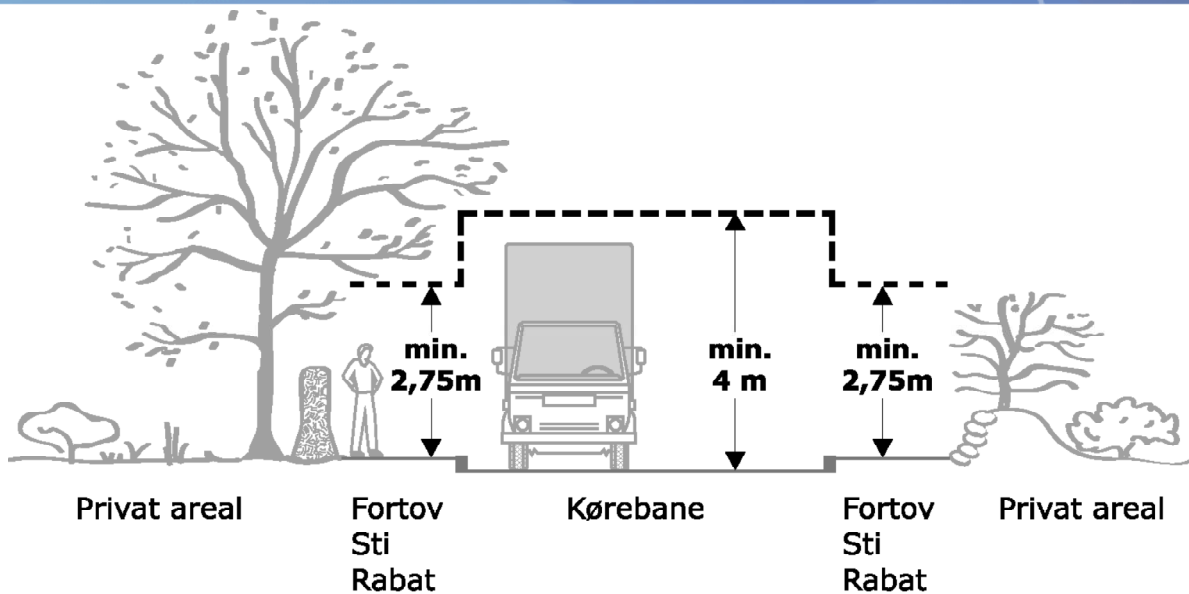 min.
2,75m
min.
4 m
min.
2,75m
Privat areal
Fortov
Sti
Rabat
Kørebane
Fortov
Sti
Rabat
Privat areal